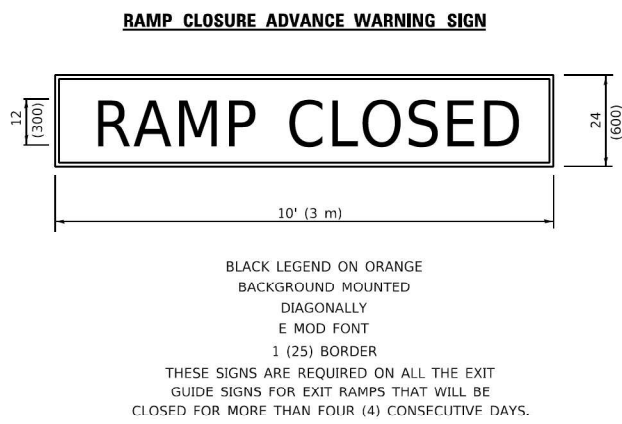 RAMP CLOSURE ADVANCE WARNING SIGN
RAMP CLOSED
12
(300)
24
(600)
10' (3 m)
BLACK LEGEND ON ORANGE
BACKGROUND MOUNTED
DIAGONALLY
E MOD FONT
1 (25) BORDER
THESE SIGNS ARE REQUIRED ON ALL THE EXIT
GUIDE SIGNS FOR EXIT RAMPS THAT WILL BE
CLOSED FOR MORE THAN FOUR (4) CONSECUTIVE DAYS.